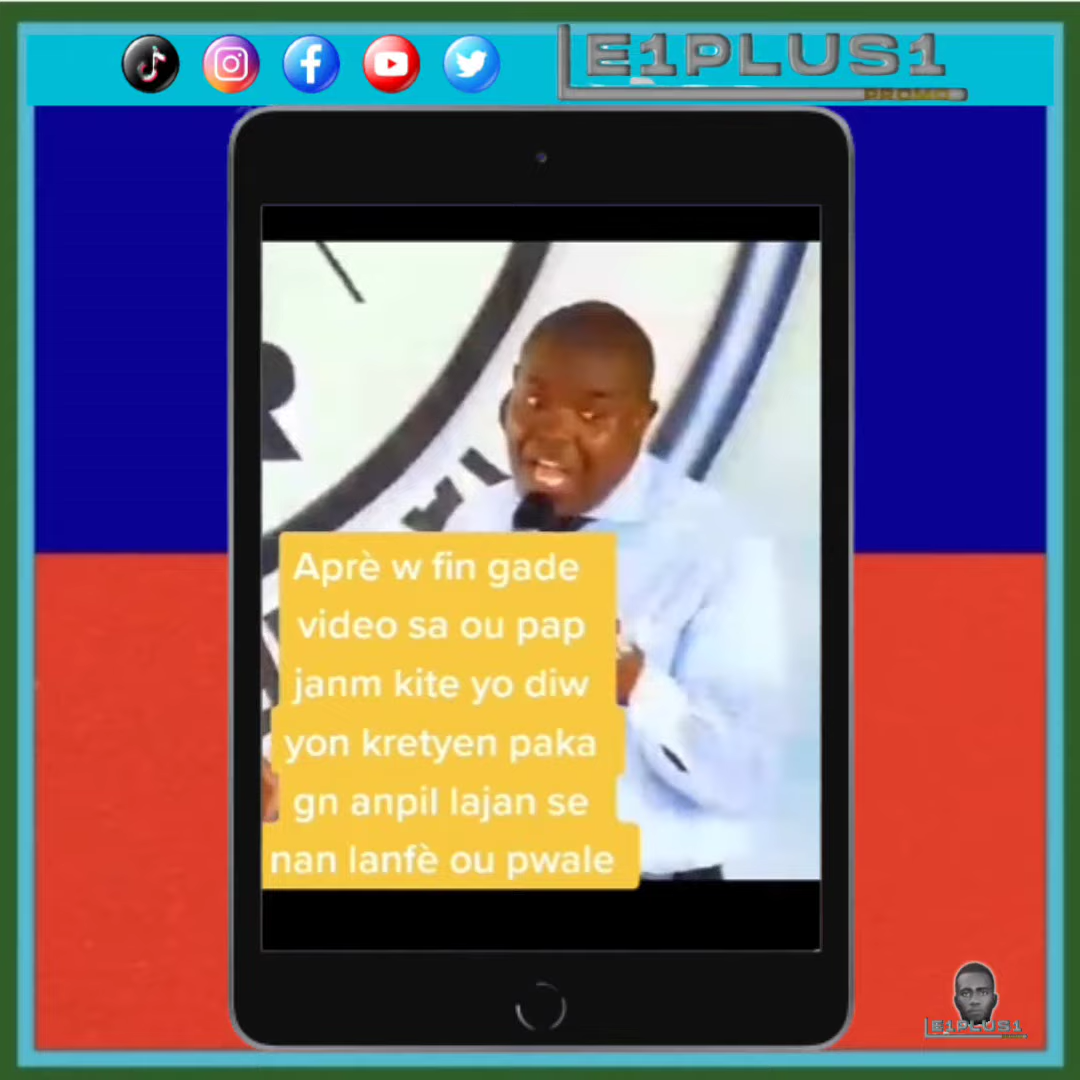 E1PLUS1
PROMO
R
Aprè w fin gade
video sa ou pap
janm kite yo diw
yon kretyen paka
gn anpil lajan se
nan lanfè ou pwale
E1PLUS1